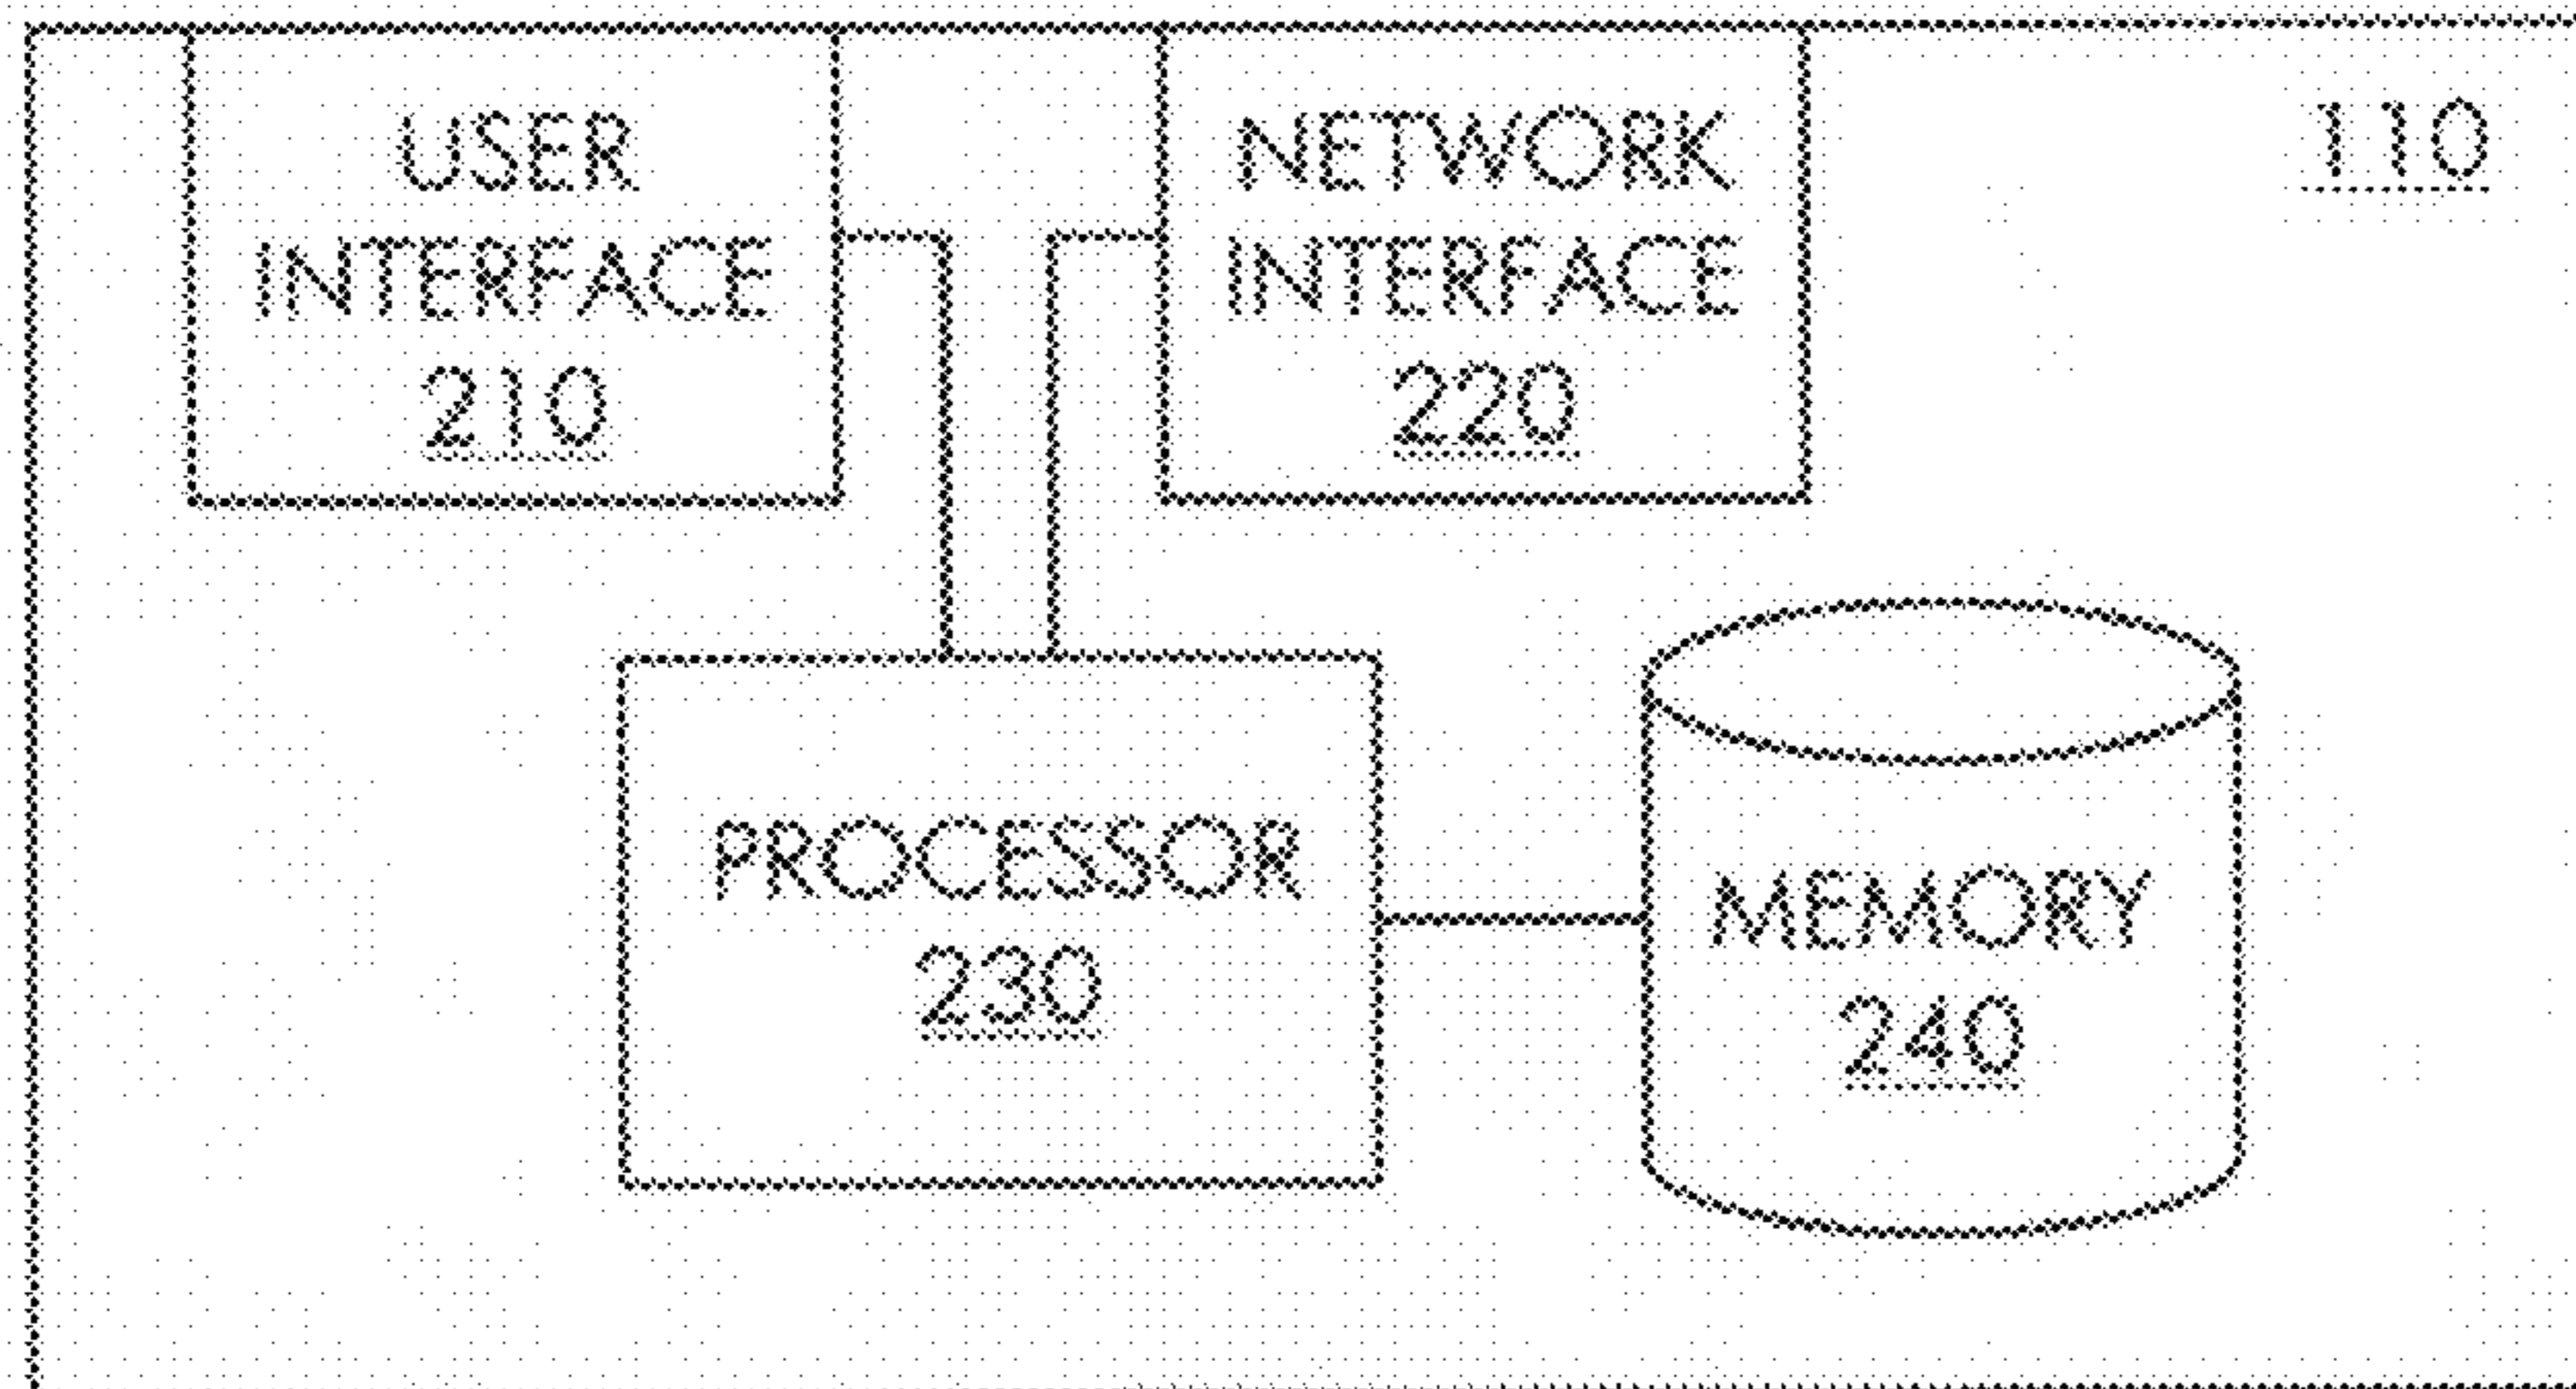 USER
INTERFACE
210
NETWORK
INTERFACE
220
110
PROCESSOR
230
MEMORY
240